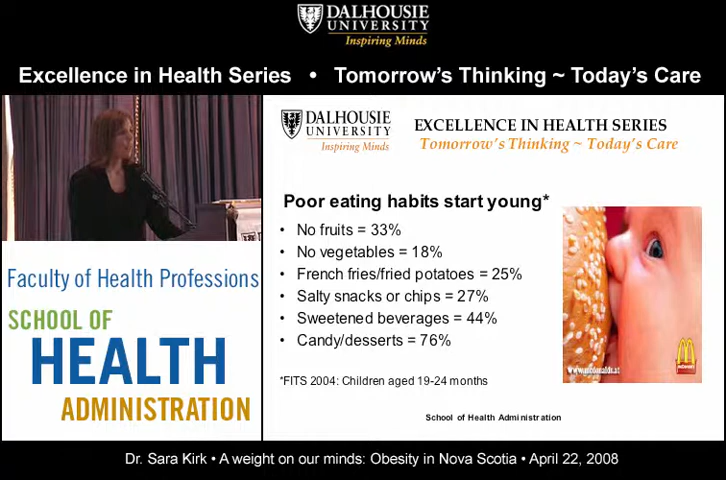 DALHOUSIE
UNIVERSITY
Inspiring Minds
Excellence in Health Series • Tomorrow's Thinking ~ Today's Care
DALHOUSIE
UNIVERSITY
Inspiring Minds
EXCELLENCE IN HEALTH SERIES
Tomorrow's Thinking ~ Today's Care
Poor eating habits start young*
• No fruits = 33%
• No vegetables = 18%
• French fries/fried potatoes = 25%
• Salty snacks or chips = 27%
• Sweetened beverages = 44%
• Candy/desserts = 76%
www.mcdonalds.at
*FITS 2004: Children aged 19-24 months
School of Health Administration
Faculty of Health Professions
SCHOOL OF
HEALTH
ADMINISTRATION
Dr. Sara Kirk • A weight on our minds: Obesity in Nova Scotia • April 22, 2008